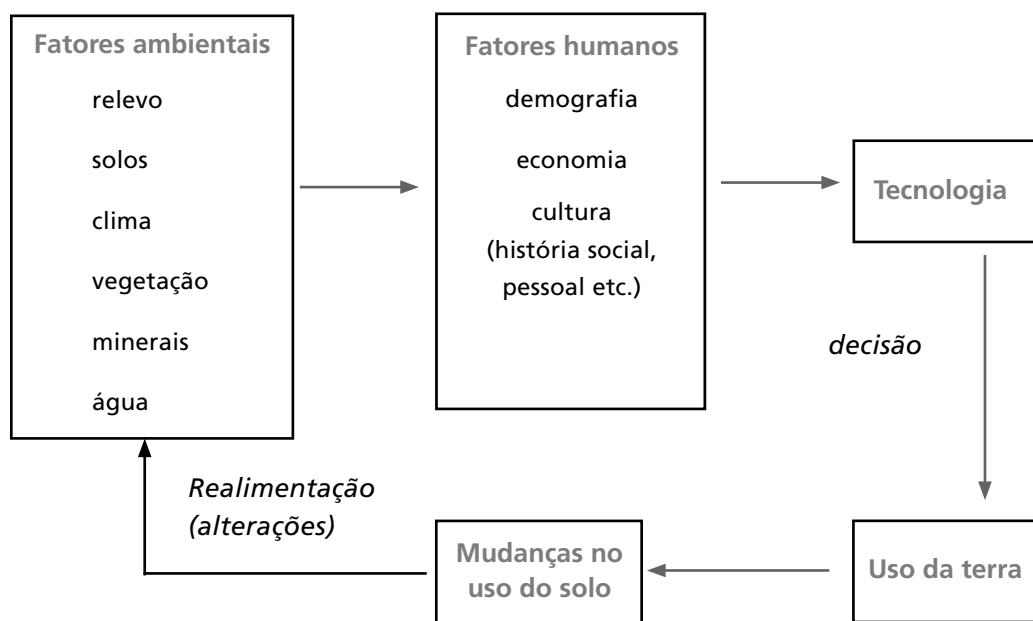 Fatores ambientais
relevo
solos
clima
vegetação
minerais
água
Fatores humanos
demografia
economia
cultura
(história social,
pessoal etc.)
Tecnologia
decisão
Uso da terra
Mudanças no
uso do solo
Realimentação
(alterações)